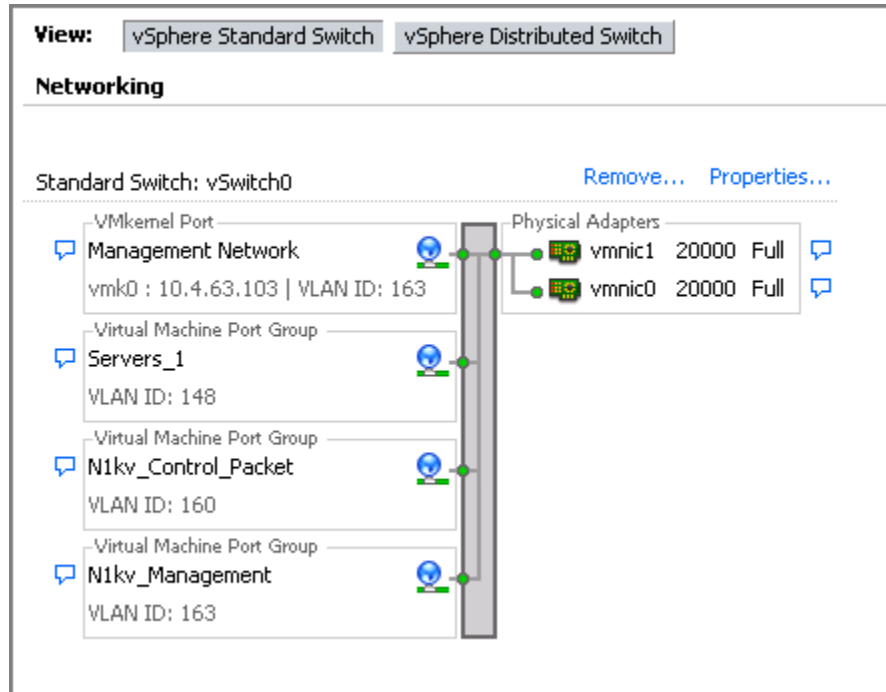 View: vSphere Standard Switch vSphere Distributed Switch
Networking
Standard Switch: vSwitch0 Remove... Properties...
VMkernel Port
Management Network
vmk0 : 10.4.63.103 | VLAN ID: 163
Physical Adapters
vmnic1 20000 Full
vmnic0 20000 Full
Virtual Machine Port Group
Servers_1
VLAN ID: 148
Virtual Machine Port Group
N1kv_Control_Packet
VLAN ID: 160
Virtual Machine Port Group
N1kv_Management
VLAN ID: 163